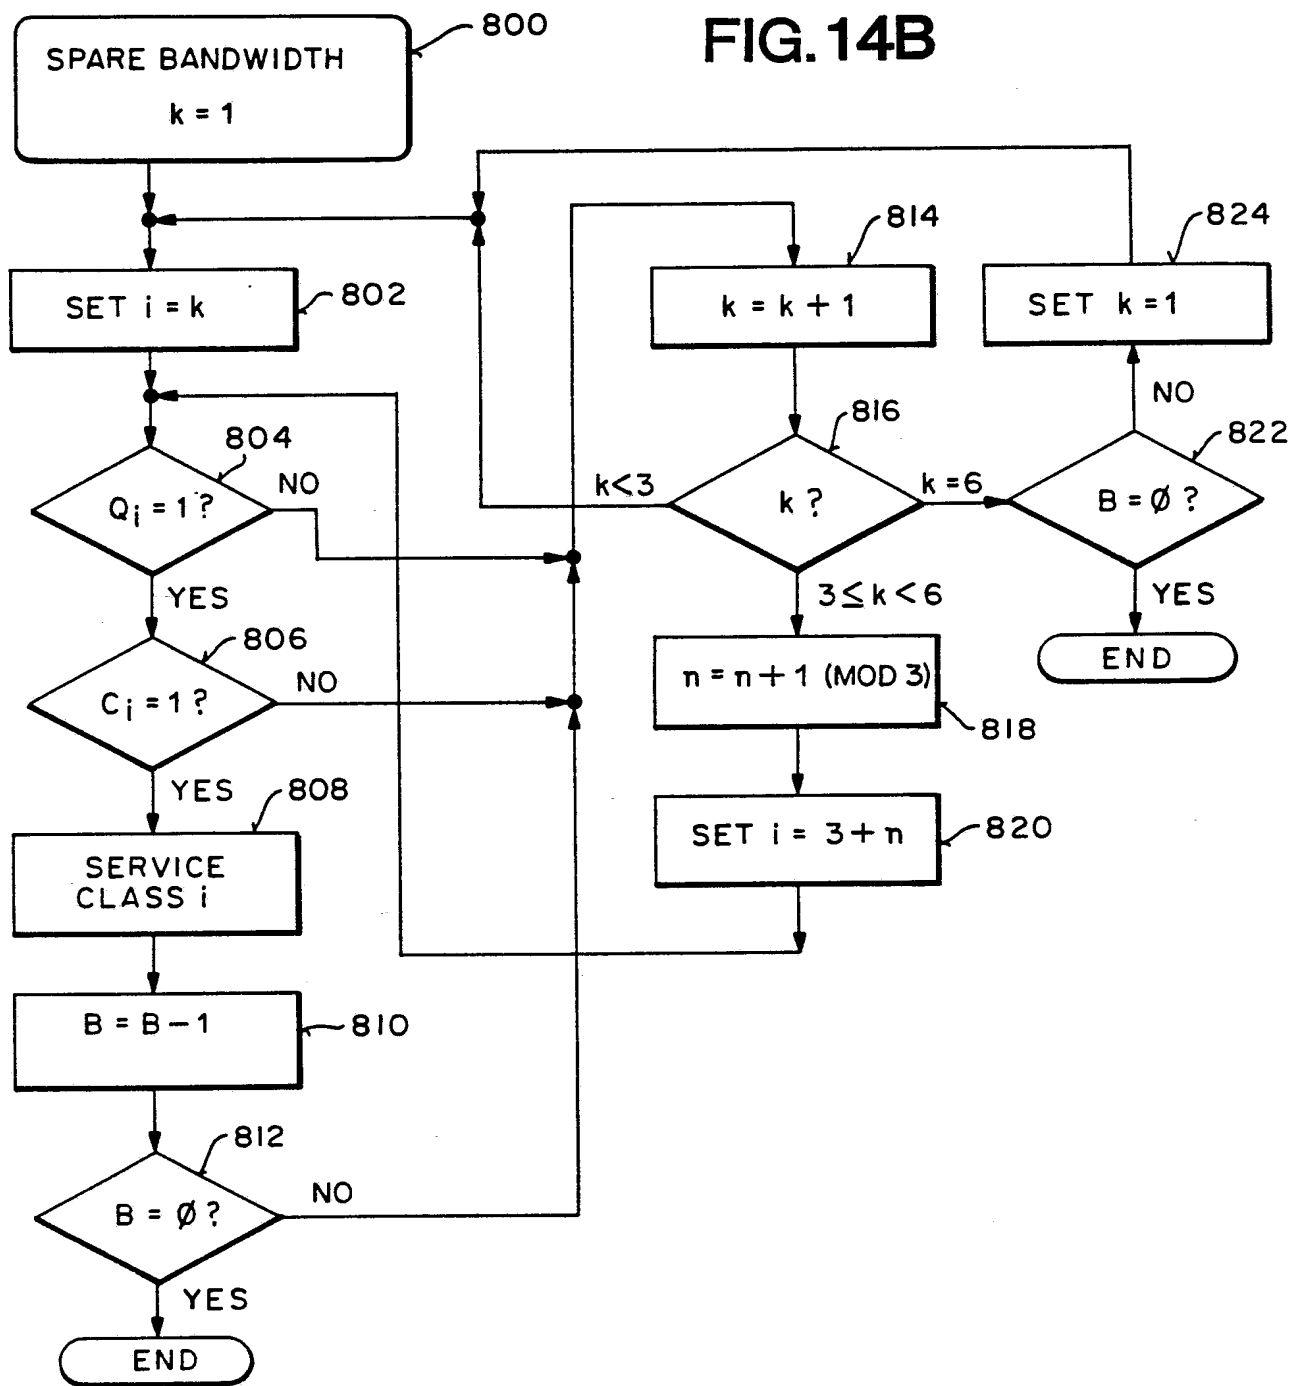 FIG. 14B
SPARE BANDWIDTH
k = 1
800
SET i = k
802
Qi = 1 ?
804
NO
YES
Ci = 1 ?
806
NO
YES
SERVICE
CLASS i
808
B = B - 1
810
B = Ø ?
812
NO
YES
END
k = k + 1
814
k ?
816
k < 3
k = 6
3 ≤ k < 6
n = n + 1 (MOD 3)
818
SET i = 3 + n
820
B = Ø ?
822
NO
YES
END
SET k = 1
824